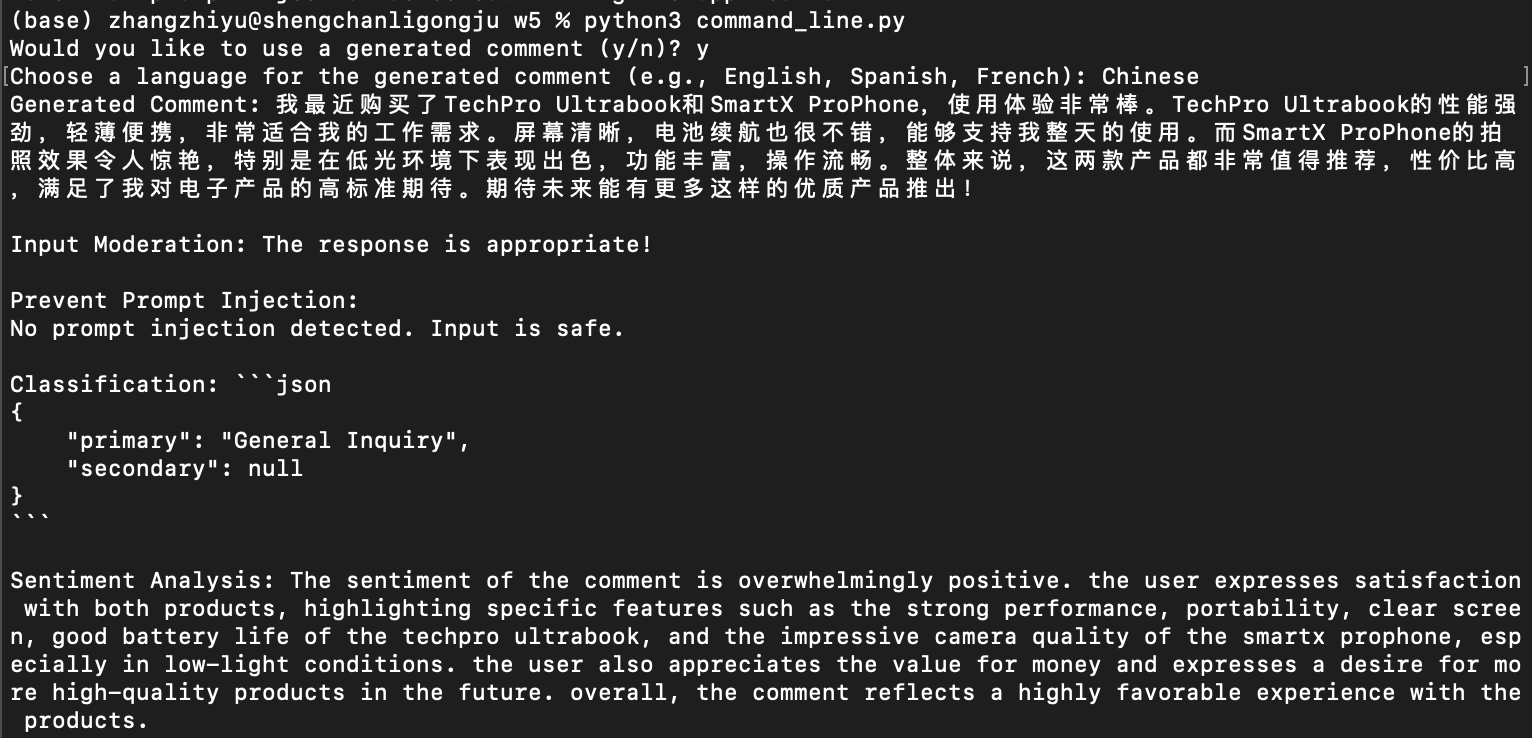 (base) zhangzhiyu@shengchanligongju w5 % python3 command_line.py
Would you like to use a generated comment (y/n)? y
[Choose a language for the generated comment (e.g., English, Spanish, French): Chinese ]
Generated Comment: 我最近购买了TechPro Ultrabook和SmartX ProPhone，使用体验非常棒。TechPro Ultrabook的性能强
劲，轻薄便携，非常适合我的工作需求。屏幕清晰，电池续航也很不错，能够支持我整天的使用。而SmartX ProPhone的拍
照效果令人惊艳，特别是在低光环境下表现出色，功能丰富，操作流畅。整体来说，这两款产品都非常值得推荐，性价比高
，满足了我对电子产品的高标准期待。期待未来能有更多这样的优质产品推出！
Input Moderation: The response is appropriate!
Prevent Prompt Injection:
No prompt injection detected. Input is safe.
Classification: ```json
{
    "primary": "General Inquiry",
    "secondary": null
}
```
Sentiment Analysis: The sentiment of the comment is overwhelmingly positive. the user expresses satisfaction
 with both products, highlighting specific features such as the strong performance, portability, clear scree
n, good battery life of the techpro ultrabook, and the impressive camera quality of the smartx prophone, esp
ecially in low-light conditions. the user also appreciates the value for money and expresses a desire for mo
re high-quality products in the future. overall, the comment reflects a highly favorable experience with the
 products.